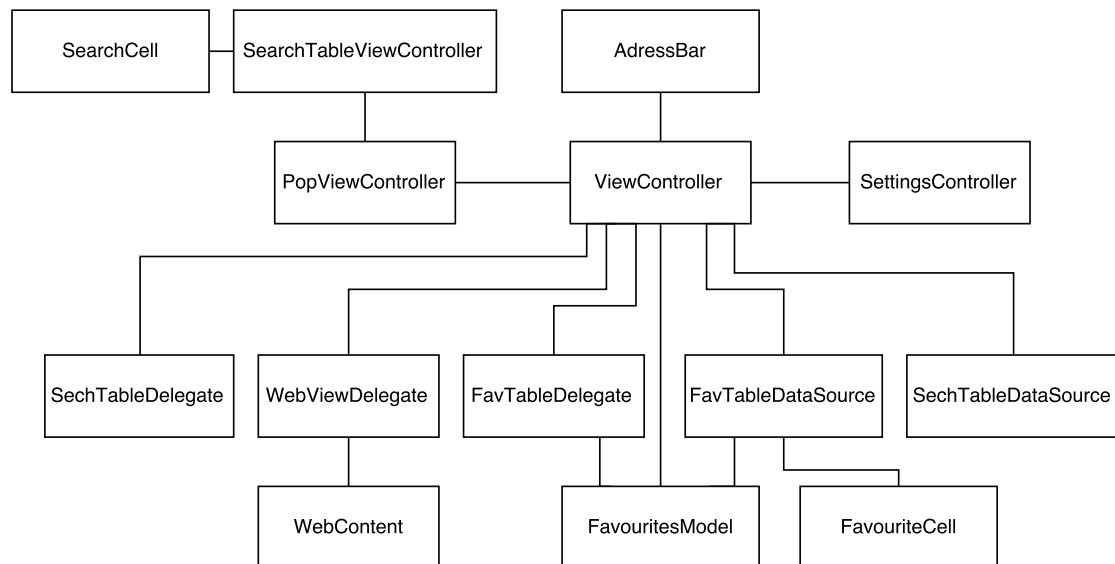 SearchCell
SearchTableViewController
AdressBar
PopViewController
ViewController
SettingsController
SechTableDelegate
WebViewDelegate
FavTableDelegate
FavTableDataSource
SechTableDataSource
WebContent
FavouritesModel
FavouriteCell